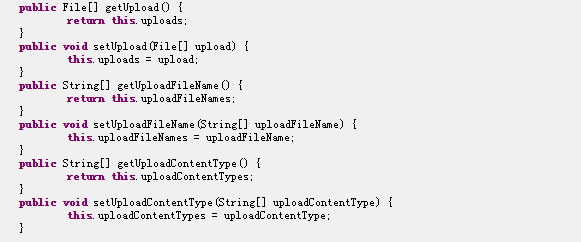 public File[] getUpload() {
return this.uploads;
}
public void setUpload(File[] upload) {
this.uploads = upload;
}
public String[] getUploadFileName() {
return this.uploadFileNames;
}
public void setUploadFileName(String[] uploadFileName) {
this.uploadFileNames = uploadFileName;
}
public String[] getUploadContentType() {
return this.uploadContentTypes;
}
public void setUploadContentType(String[] uploadContentType) {
this.uploadContentTypes = uploadContentType;
}